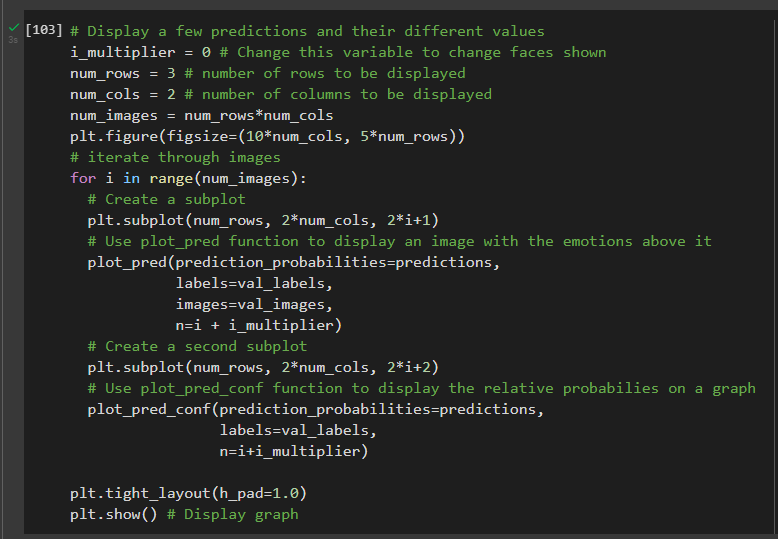 [103] # Display a few predictions and their different values
i_multiplier = 0 # Change this variable to change faces shown
num_rows = 3 # number of rows to be displayed
num_cols = 2 # number of columns to be displayed
num_images = num_rows*num_cols
plt.figure(figsize=(10*num_cols, 5*num_rows))
# iterate through images
for i in range(num_images):
  # Create a subplot
  plt.subplot(num_rows, 2*num_cols, 2*i+1)
  # Use plot_pred function to display an image with the emotions above it
  plot_pred(prediction_probabilities=predictions,
            labels=val_labels,
            images=val_images,
            n=i + i_multiplier)
  # Create a second subplot
  plt.subplot(num_rows, 2*num_cols, 2*i+2)
  # Use plot_pred_conf function to display the relative probabilies on a graph
  plot_pred_conf(prediction_probabilities=predictions,
                 labels=val_labels,
                 n=i+i_multiplier)
plt.tight_layout(h_pad=1.0)
plt.show() # Display graph